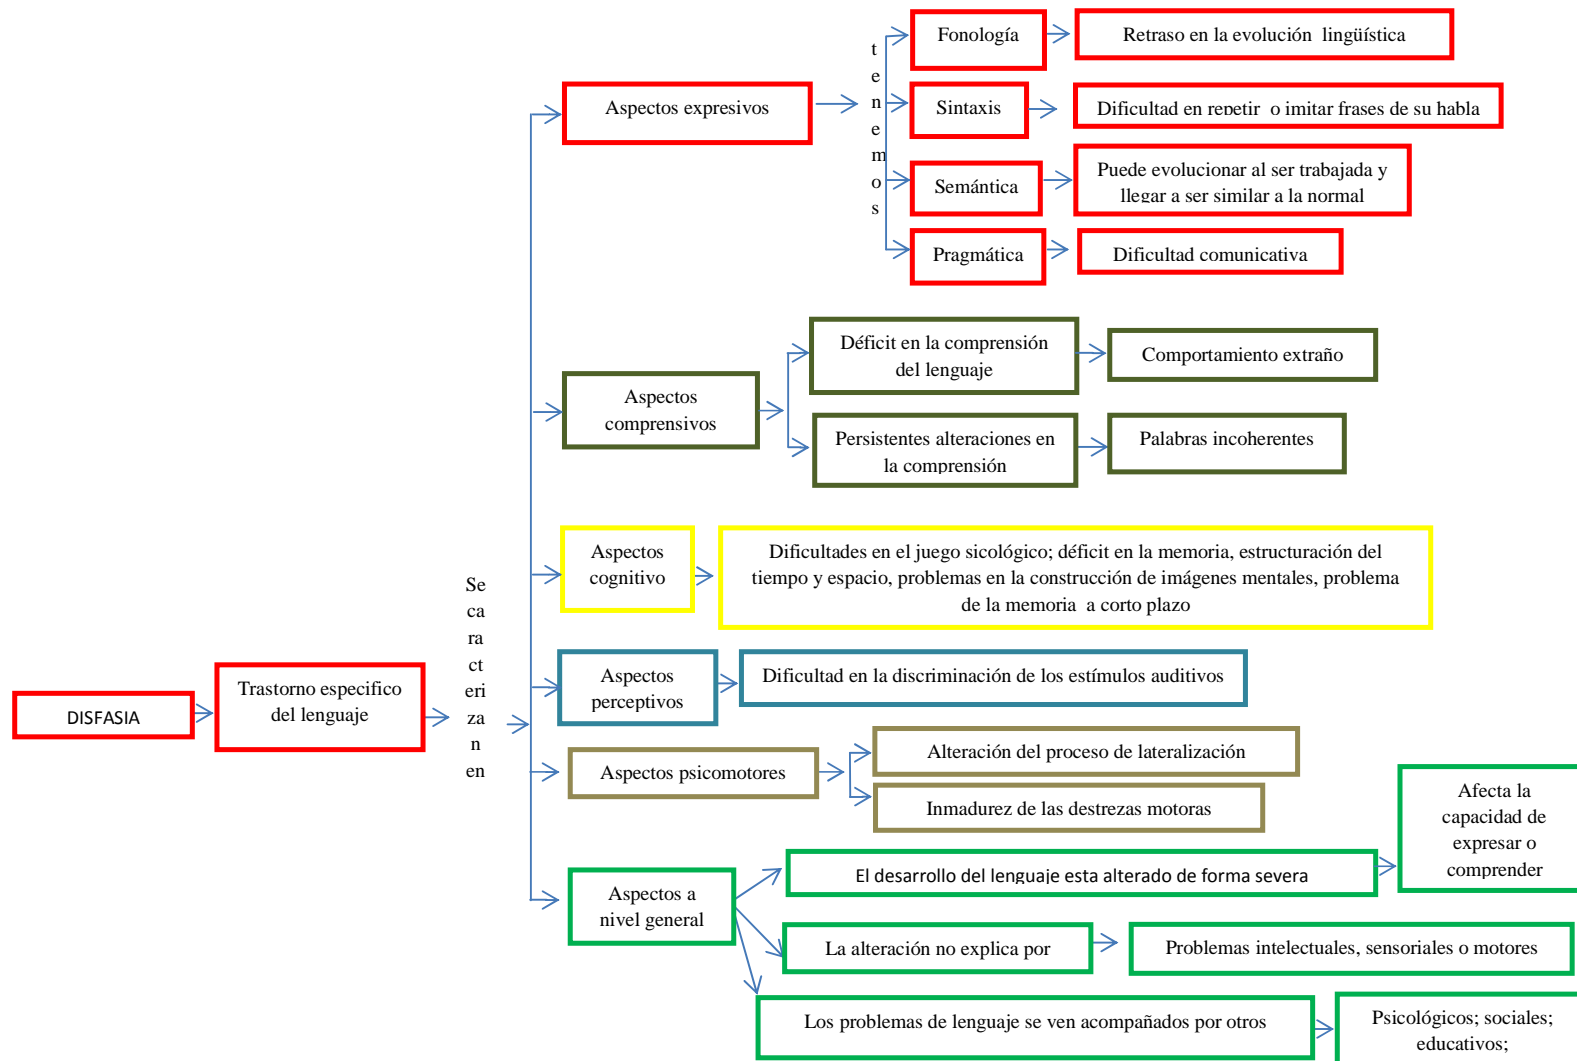 DISFASIA
Trastorno especifico
del lenguaje
Se
ca
ra
ct
eri
za
n
en
Aspectos expresivos
t
e
n
e
m
o
s
Fonología
Retraso en la evolución  lingüística
Sintaxis
Dificultad en repetir  o imitar frases de su habla
Semántica
Puede evolucionar al ser trabajada y
llegar a ser similar a la normal
Pragmática
Dificultad comunicativa
Aspectos
comprensivos
Déficit en la comprensión
del lenguaje
Comportamiento extraño
Persistentes alteraciones en
la comprensión
Palabras incoherentes
Aspectos
cognitivo
Dificultades en el juego sicológico; déficit en la memoria, estructuración del
tiempo y espacio, problemas en la construcción de imágenes mentales, problema
de la memoria  a corto plazo
Aspectos
perceptivos
Dificultad en la discriminación de los estímulos auditivos
Aspectos psicomotores
Alteración del proceso de lateralización
Inmadurez de las destrezas motoras
Aspectos a
nivel general
El desarrollo del lenguaje esta alterado de forma severa
Afecta la
capacidad de
expresar o
comprender
La alteración no explica por
Problemas intelectuales, sensoriales o motores
Los problemas de lenguaje se ven acompañados por otros
Psicológicos; sociales;
educativos;